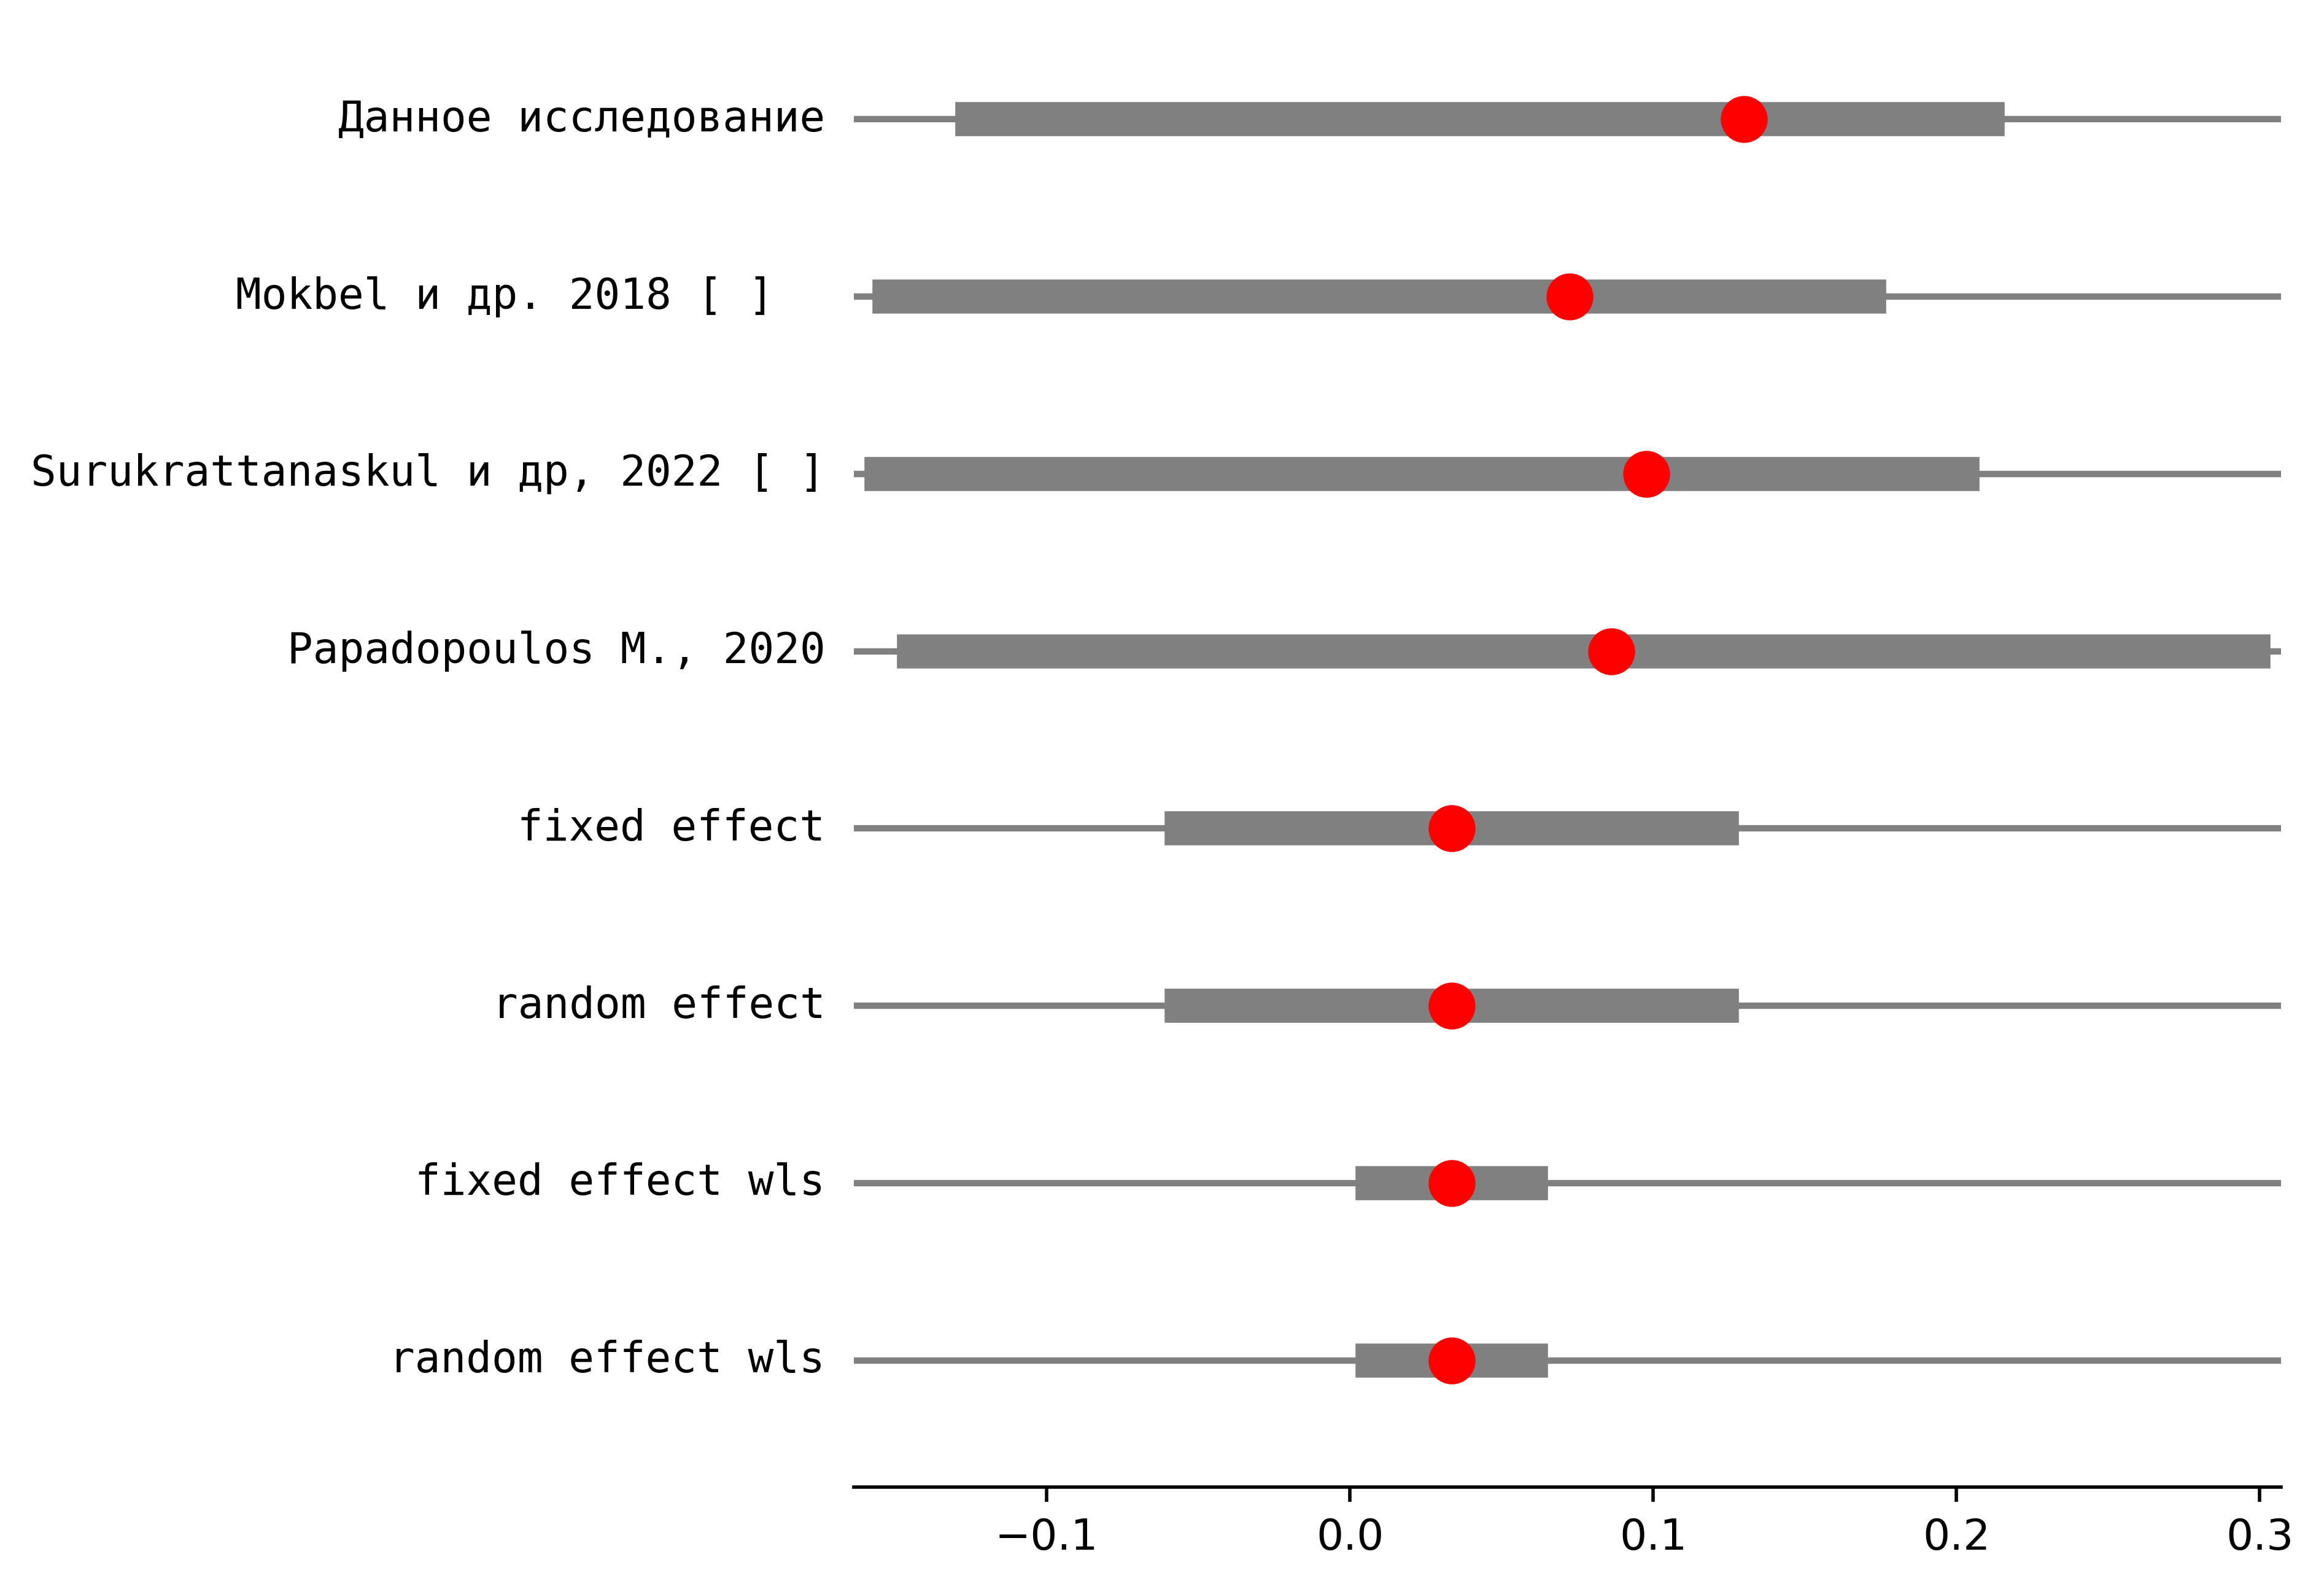 Данное исследование
Mokbel и др. 2018 [ ]
Surukrattanaskul и др, 2022 [ ]
Papadopoulos M., 2020
fixed effect
random effect
fixed effect wls
random effect wls
−0.1 0.0 0.1 0.2 0.3